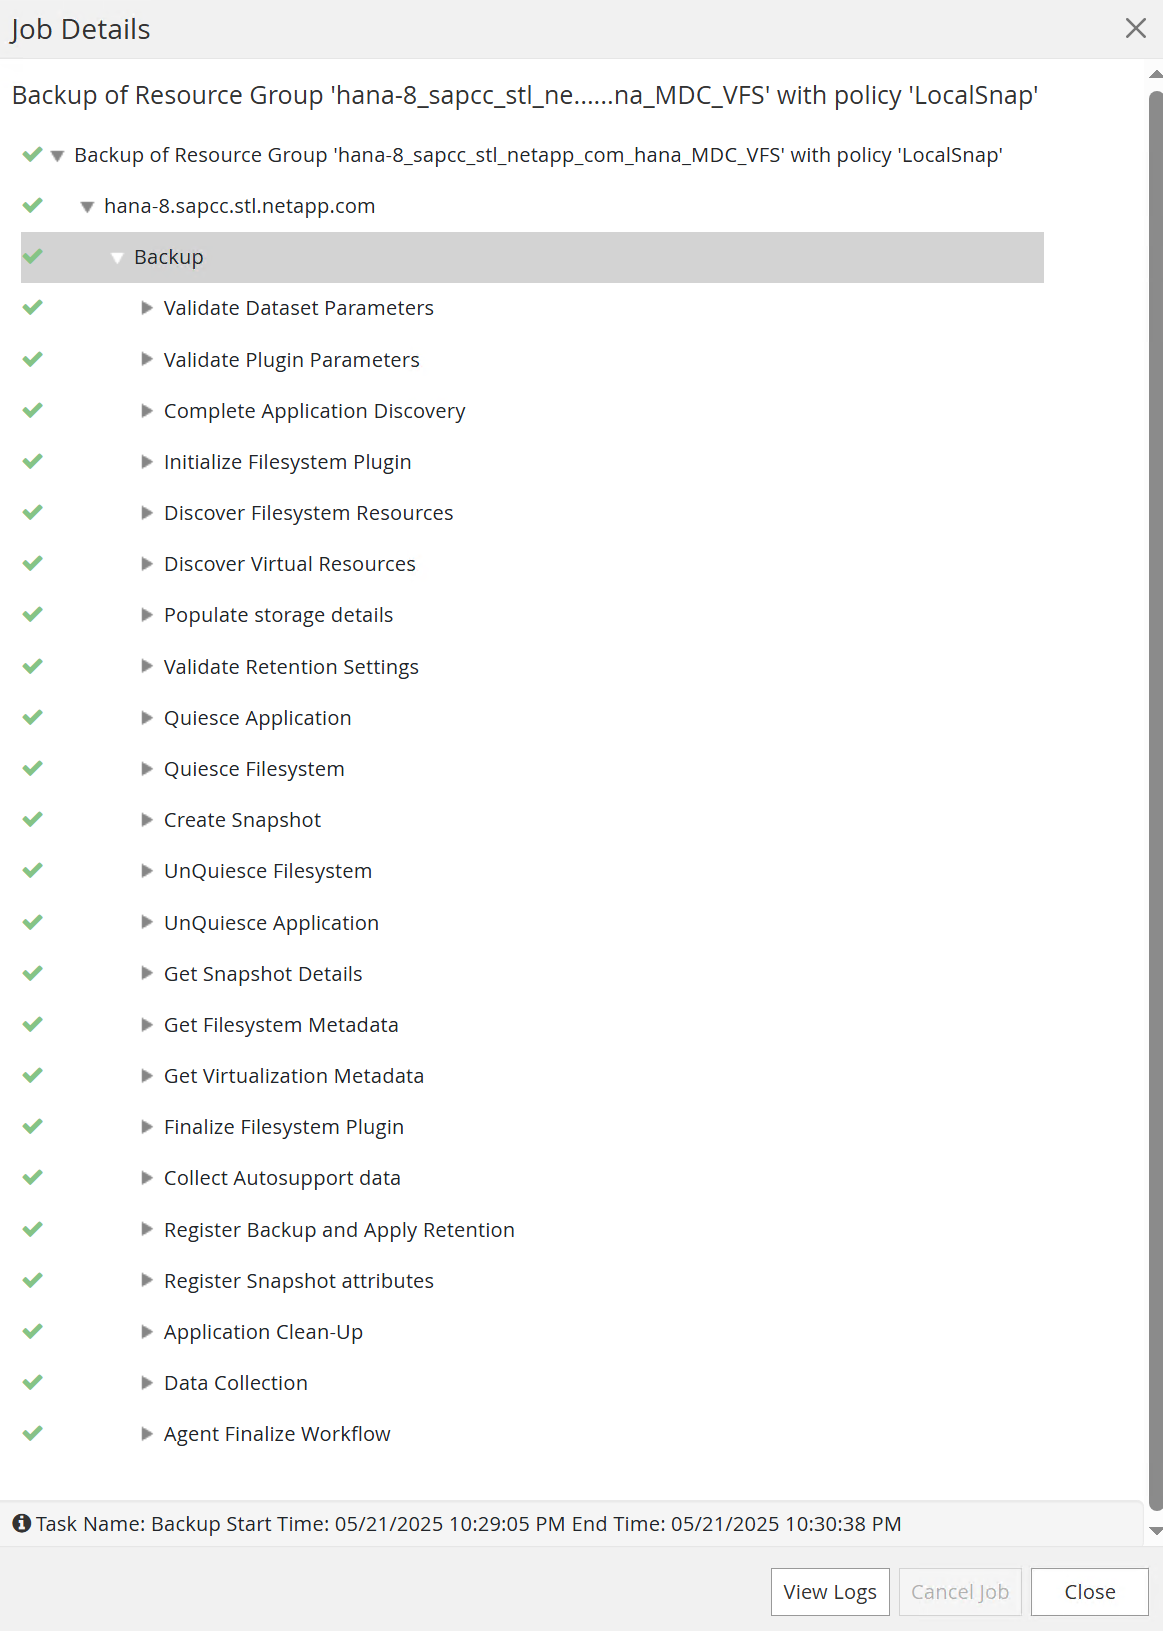 Job Details
Backup of Resource Group 'hana-8_sapcc_stl_ne......na_MDC_VFS' with policy 'LocalSnap'
Backup of Resource Group 'hana-8_sapcc_stl_netapp_com_hana_MDC_VFS' with policy 'LocalSnap'
hana-8.sapcc.stl.netapp.com
Backup
Validate Dataset Parameters
Validate Plugin Parameters
Complete Application Discovery
Initialize Filesystem Plugin
Discover Filesystem Resources
Discover Virtual Resources
Populate storage details
Validate Retention Settings
Quiesce Application
Quiesce Filesystem
Create Snapshot
UnQuiesce Filesystem
UnQuiesce Application
Get Snapshot Details
Get Filesystem Metadata
Get Virtualization Metadata
Finalize Filesystem Plugin
Collect Autosupport data
Register Backup and Apply Retention
Register Snapshot attributes
Application Clean-Up
Data Collection
Agent Finalize Workflow
Task Name: Backup Start Time: 05/21/2025 10:29:05 PM End Time: 05/21/2025 10:30:38 PM
View Logs Cancel Job Close